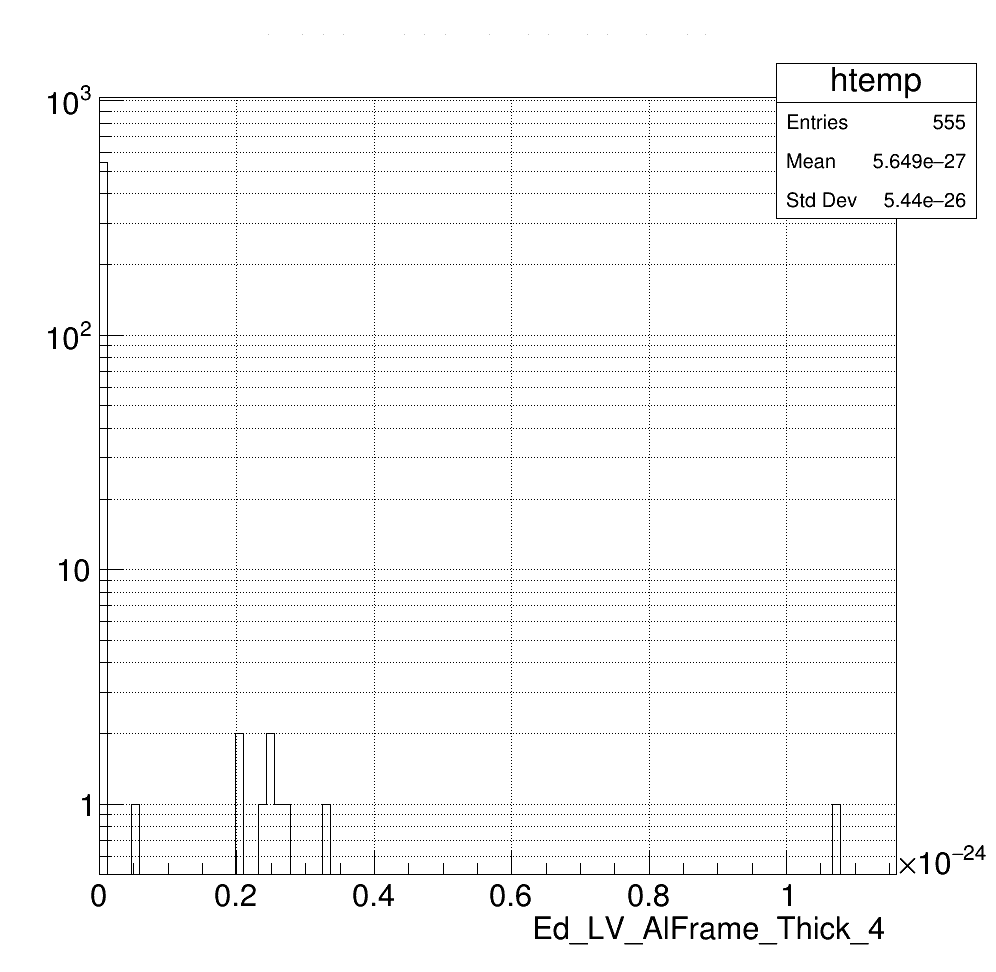 htemp
Entries 555
Mean 5.649e–27
Std Dev 5.44e–26
10³
10²
10
1
0 0.2 0.4 0.6 0.8 1
×10⁻²⁴
Ed_LV_AlFrame_Thick_4